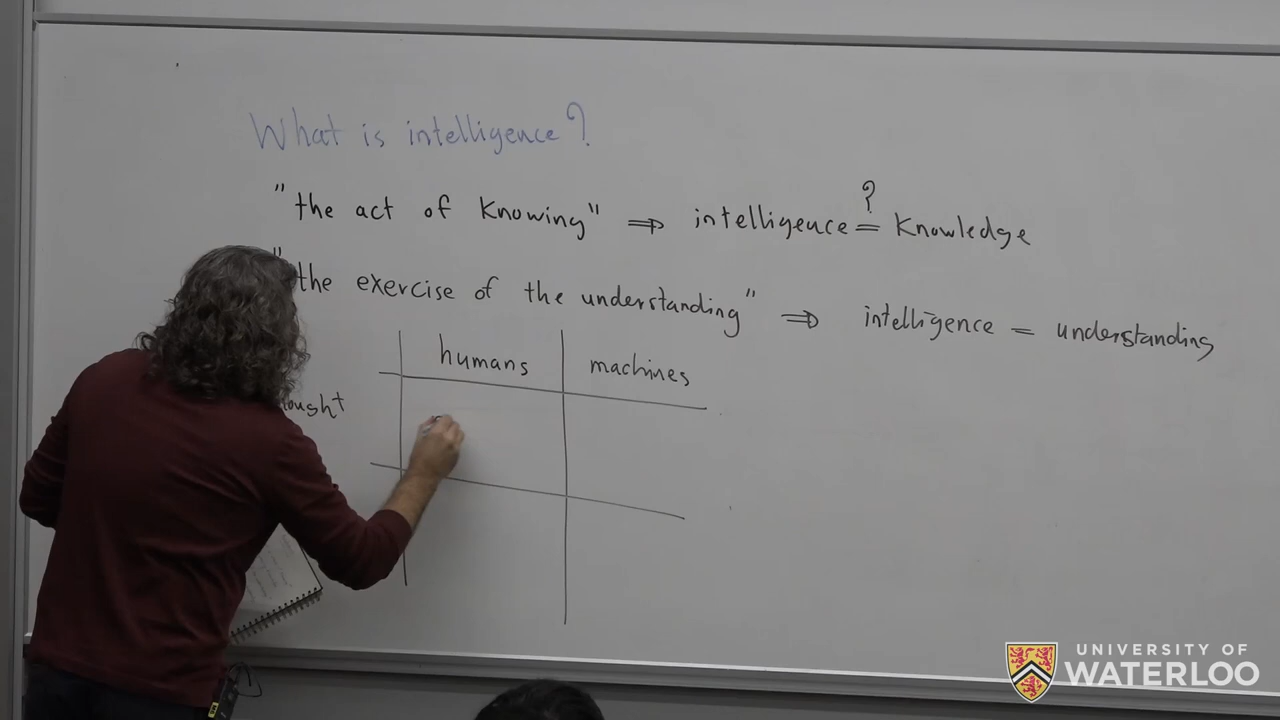 What is intelligence?
"the act of Knowing" ⇒ intelligence ?= Knowledge
"the exercise of the understanding" ⇒ intelligence = understanding
humans machines
UNIVERSITY OF
WATERLOO